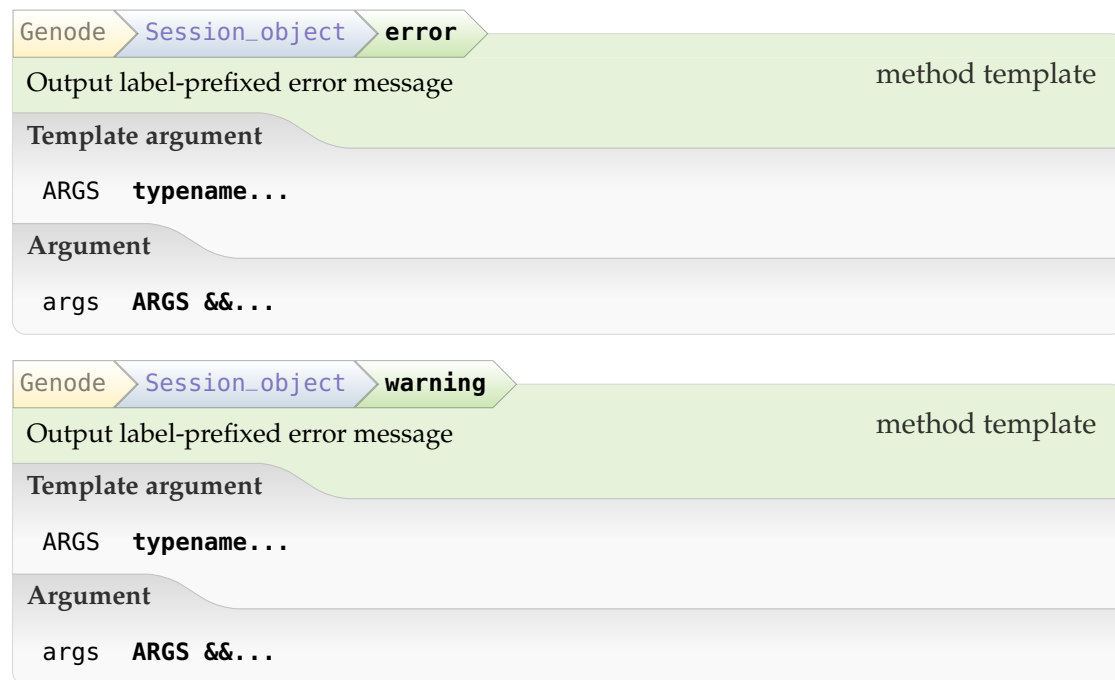 Genode Session_object error
Output label-prefixed error message
method template
Template argument
ARGS typename...
Argument
args ARGS &&...
Genode Session_object warning
Output label-prefixed error message
method template
Template argument
ARGS typename...
Argument
args ARGS &&...